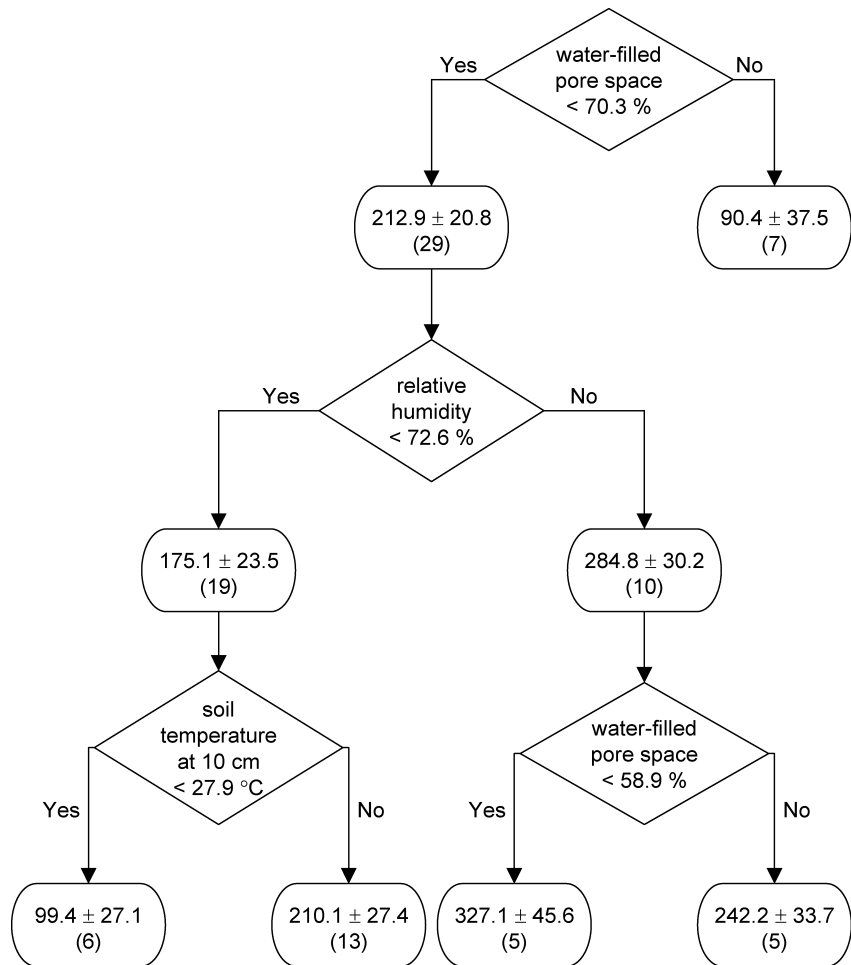 water-filled
pore space
< 70.3 %
Yes
No
212.9 ± 20.8
(29)
90.4 ± 37.5
(7)
relative
humidity
< 72.6 %
Yes
No
175.1 ± 23.5
(19)
284.8 ± 30.2
(10)
soil
temperature
at 10 cm
< 27.9 °C
Yes
No
water-filled
pore space
< 58.9 %
Yes
No
99.4 ± 27.1
(6)
210.1 ± 27.4
(13)
327.1 ± 45.6
(5)
242.2 ± 33.7
(5)